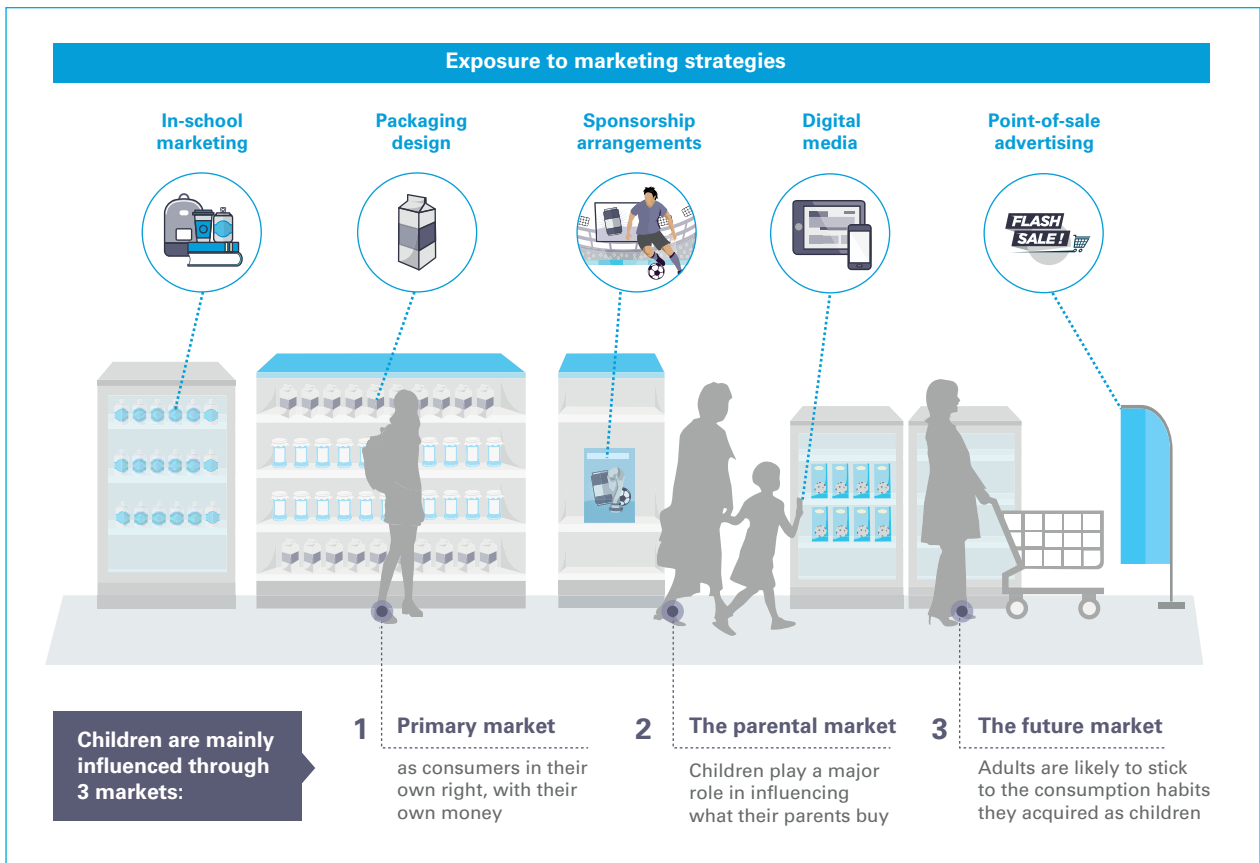 Exposure to marketing strategies
In-school
marketing
Packaging
design
Sponsorship
arrangements
Digital
media
Point-of-sale
advertising
FLASH
SALE!
Children are mainly
influenced through
3 markets:
1 Primary market
as consumers in their
own right, with their
own money
2 The parental market
Children play a major
role in influencing
what their parents buy
3 The future market
Adults are likely to stick
to the consumption habits
they acquired as children